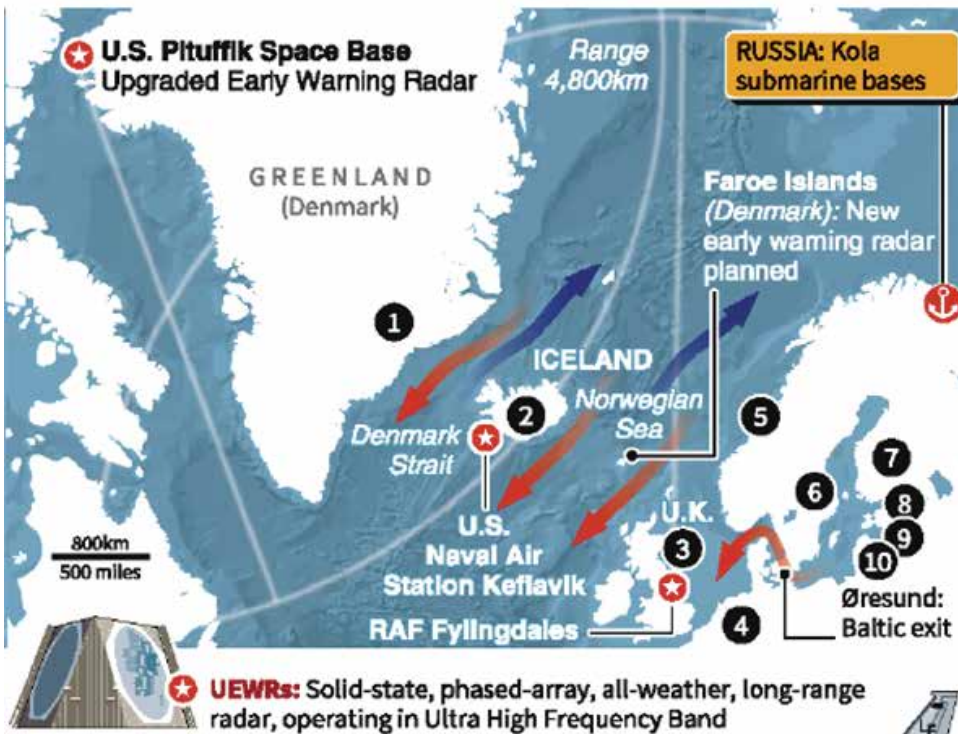 U.S. Pituffik Space Base
Upgraded Early Warning Radar
Range
4,800km
RUSSIA: Kola
submarine bases
GREENLAND
(Denmark)
Faroe Islands
(Denmark): New
early warning radar
planned
1
ICELAND
2
Norwegian
Sea
Denmark
Strait
5
7
6
8
9
10
U.K.
3
U.S.
Naval Air
Station Keflavik
800km
500 miles
RAF Fylingdales
4
Øresund:
Baltic exit
UEWRs: Solid-state, phased-array, all-weather, long-range
radar, operating in Ultra High Frequency Band